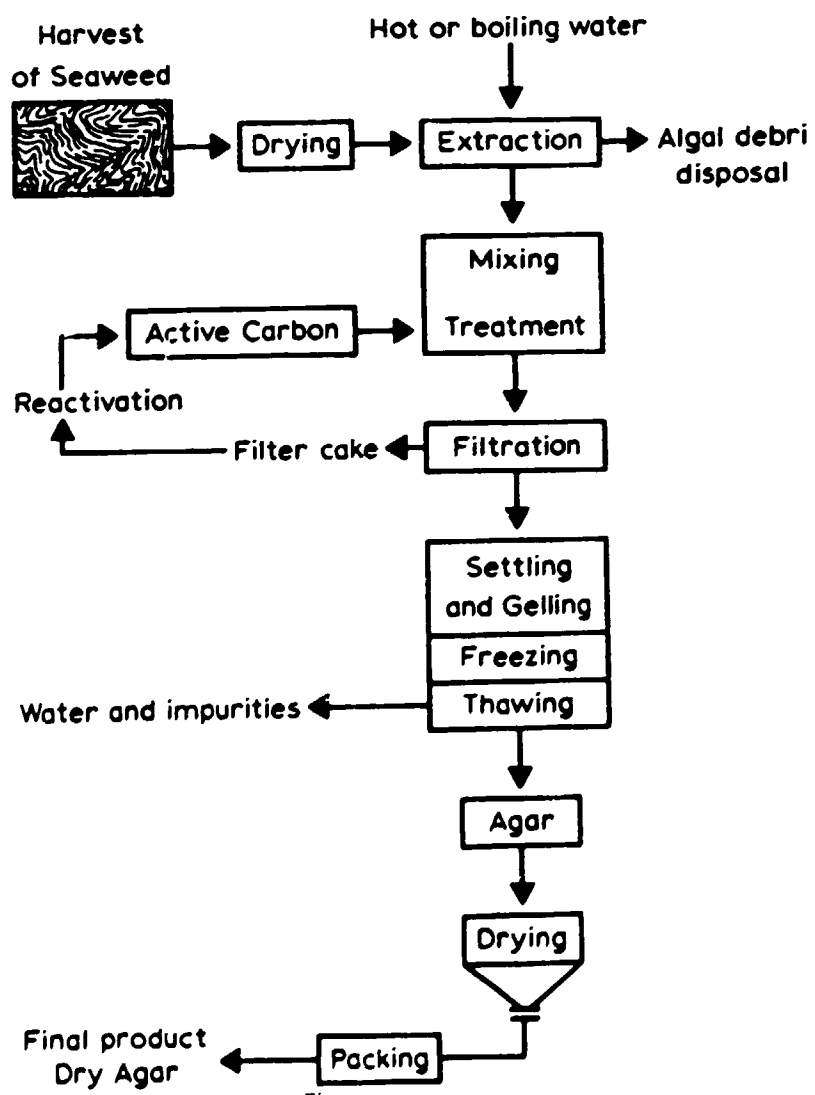 Harvest
of Seaweed
Hot or boiling water
Drying
Extraction
Algal debri
disposal
Mixing
Treatment
Active Carbon
Reactivation
Filter cake
Filtration
Settling
and Gelling
Freezing
Thawing
Water and impurities
Agar
Drying
Final product
Dry Agar
Packing